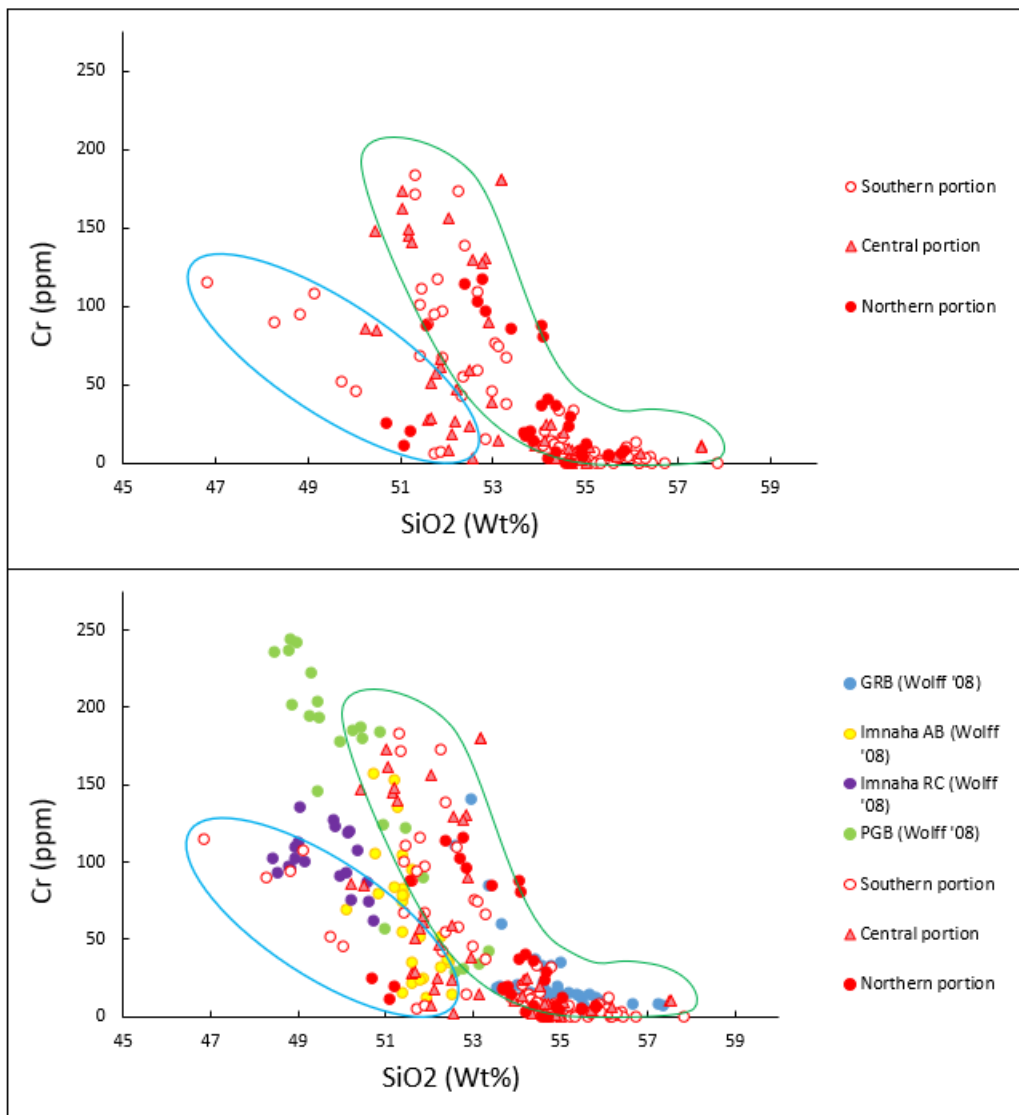 250
200
150
100
50
0
Cr (ppm)
45 47 49 51 53 55 57 59
SiO2 (Wt%)
Southern portion
Central portion
Northern portion
250
200
150
100
50
0
Cr (ppm)
45 47 49 51 53 55 57 59
SiO2 (Wt%)
GRB (Wolff '08)
Imnaha AB (Wolff
'08)
Imnaha RC (Wolff
'08)
PGB (Wolff '08)
Southern portion
Central portion
Northern portion